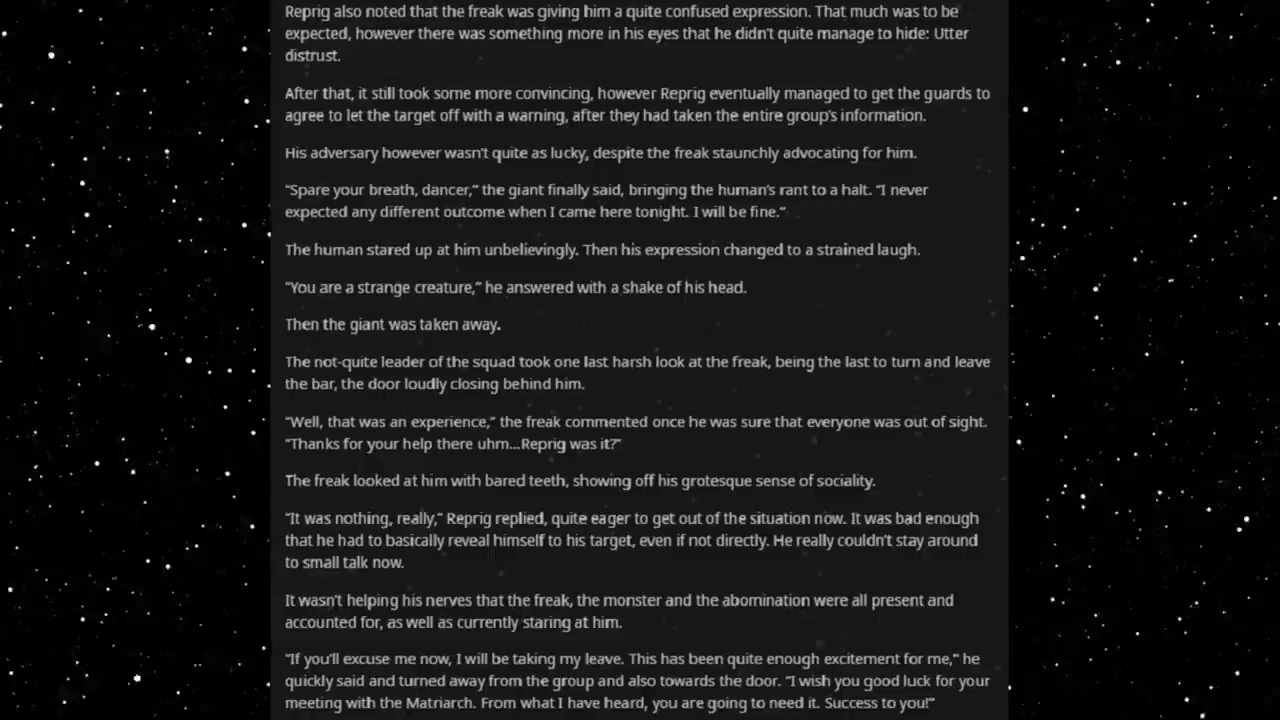 Reprig also noted that the freak was giving him a quite confused expression. That much was to be
expected, however there was something more in his eyes that he didn't quite manage to hide: Utter
distrust.
After that, it still took some more convincing, however Reprig eventually managed to get the guards to
agree to let the target off with a warning, after they had taken the entire group's information.
His adversary however wasn't quite as lucky, despite the freak staunchly advocating for him.
“Spare your breath, dancer,” the giant finally said, bringing the human's rant to a halt. “I never
expected any different outcome when I came here tonight. I will be fine.”
The human stared up at him unbelievingly. Then his expression changed to a strained laugh.
“You are a strange creature,” he answered with a shake of his head.
Then the giant was taken away.
The not-quite leader of the squad took one last harsh look at the freak, being the last to turn and leave
the bar, the door loudly closing behind him.
“Well, that was an experience,” the freak commented once he was sure that everyone was out of sight.
“Thanks for your help there uhm...Reprig was it?”
The freak looked at him with bared teeth, showing off his grotesque sense of sociality.
“It was nothing, really,” Reprig replied, quite eager to get out of the situation now. It was bad enough
that he had to basically reveal himself to his target, even if not directly. He really couldn't stay around
to small talk now.
It wasn't helping his nerves that the freak, the monster and the abomination were all present and
accounted for, as well as currently staring at him.
“If you'll excuse me now, I will be taking my leave. This has been quite enough excitement for me,” he
quickly said and turned away from the group and also towards the door. “I wish you good luck for your
meeting with the Matriarch. From what I have heard, you are going to need it. Success to you!”